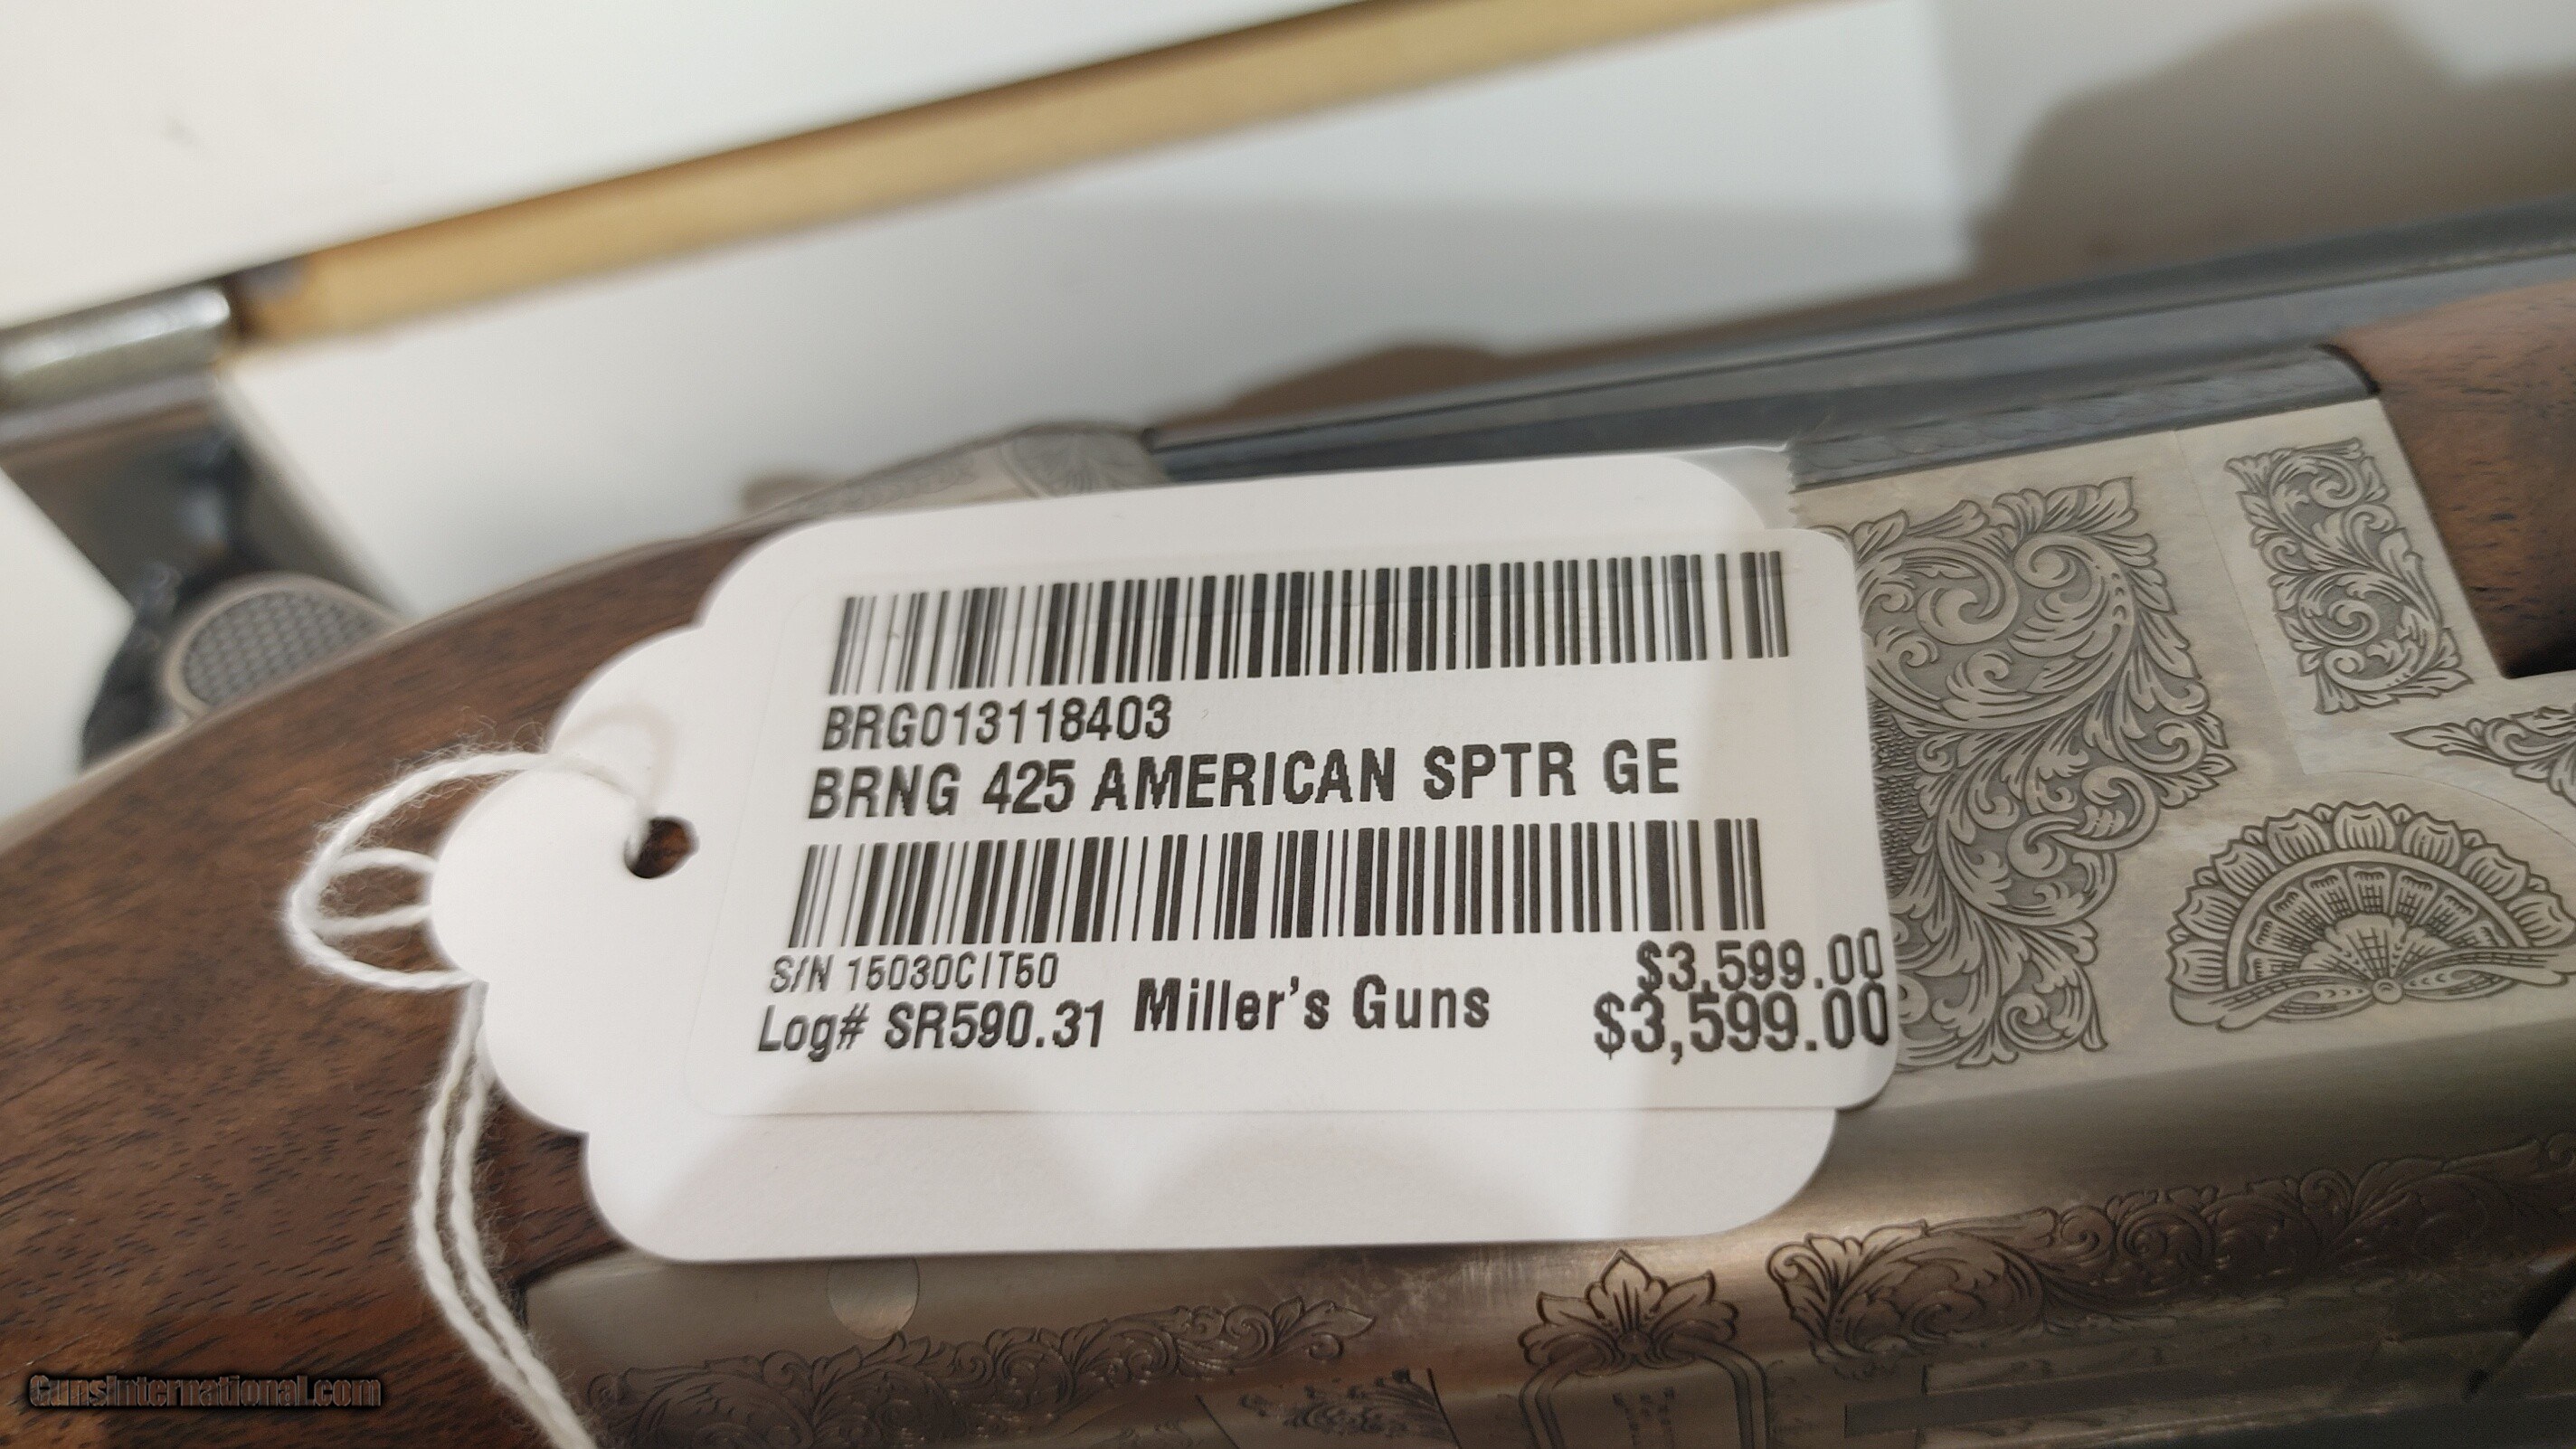 BRG013118403
BRNG 425 AMERICAN SPTR GE
S/N 15030CIT50
$3,599.00
Log# SR590.31 Miller's Guns $3,599.00
GunsInternational.com